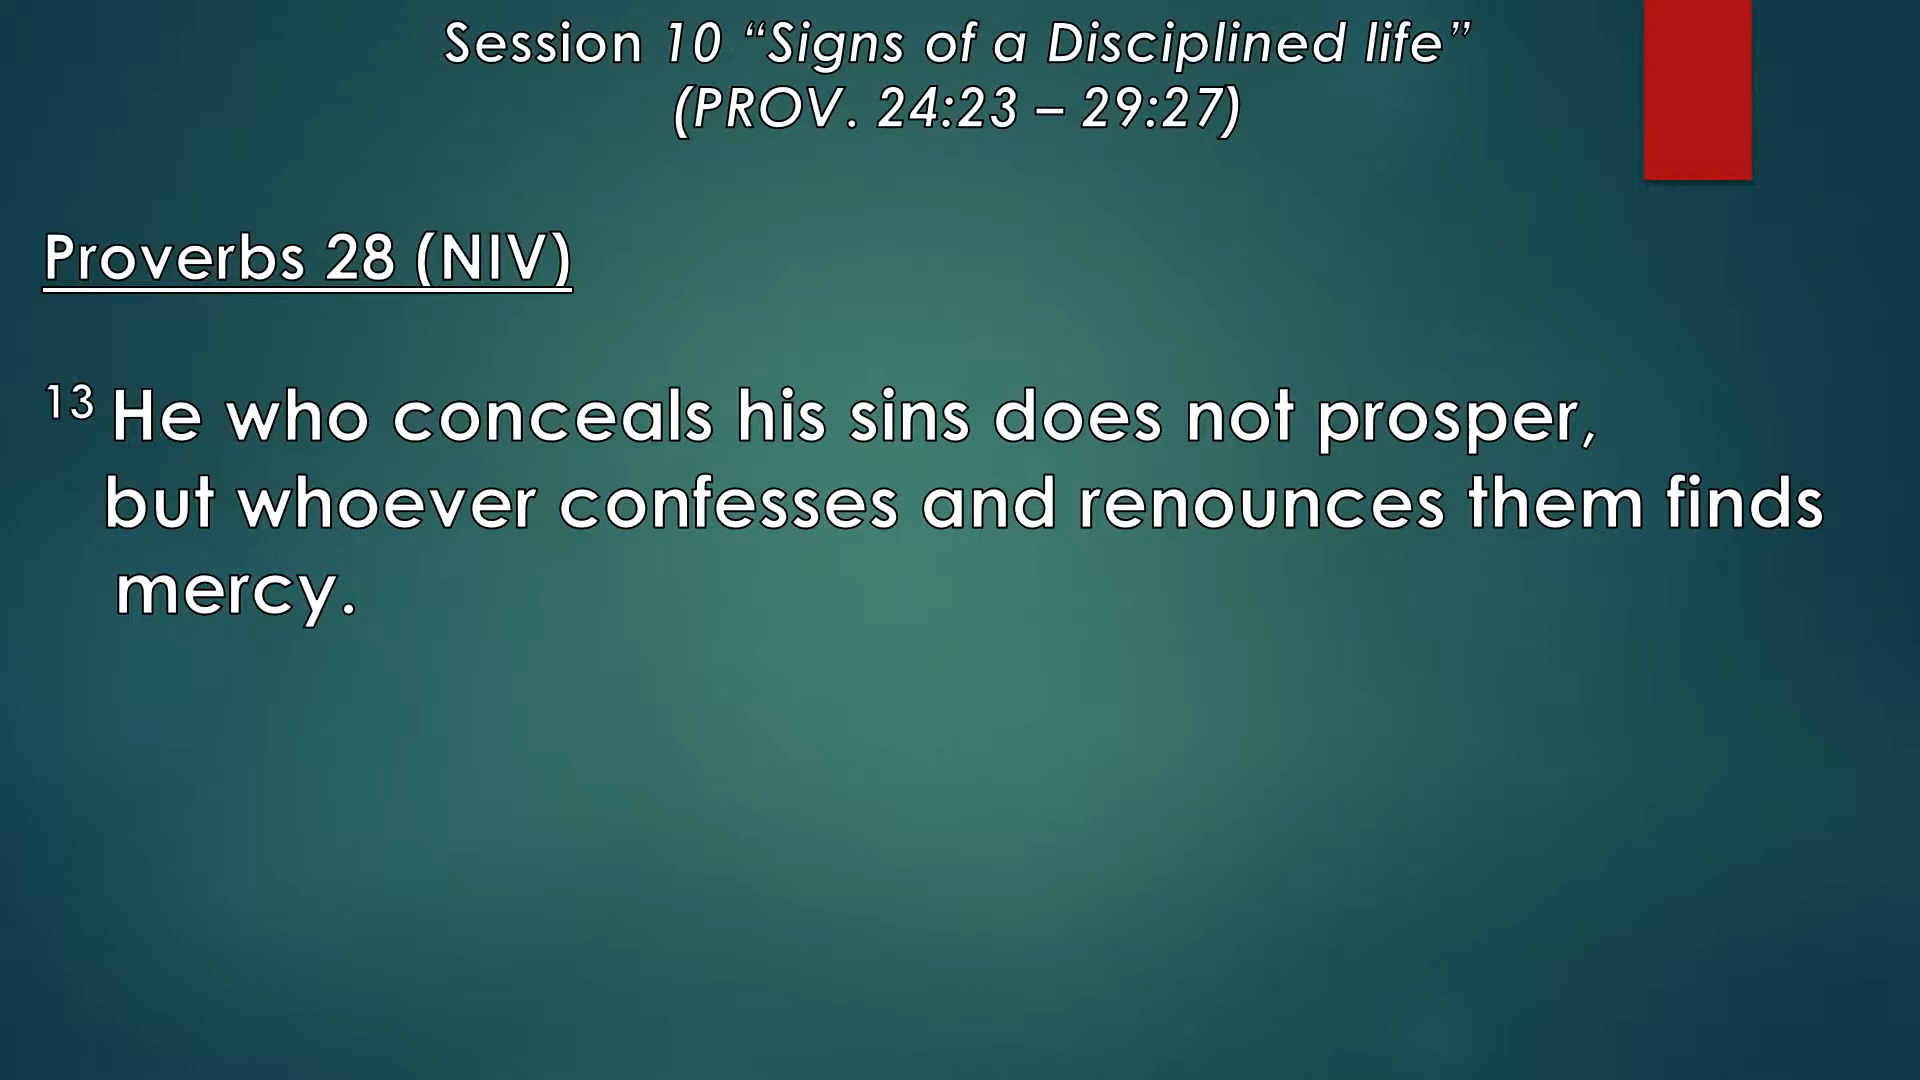 Session 10 “Signs of a Disciplined life”
(PROV. 24:23 – 29:27)
Proverbs 28 (NIV)
13 He who conceals his sins does not prosper,
but whoever confesses and renounces them finds
mercy.